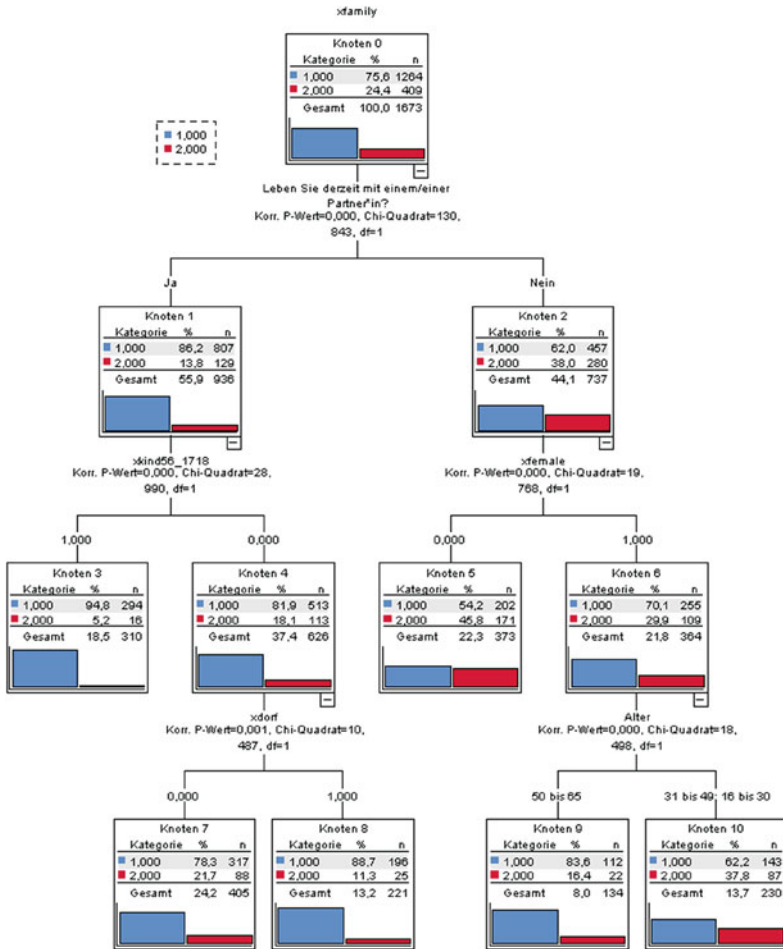 xfamily
Knoten 0
Kategorie % n
1,000 75,6 1264
2,000 24,4 409
Gesamt 100,0 1673
1,000
2,000
Leben Sie derzeit mit einem/einer
Partner*in?
Korr. P-Wert=0,000, Chi-Quadrat=130,
843, df=1
Ja
Nein
Knoten 1
Kategorie % n
1,000 86,2 807
2,000 13,8 129
Gesamt 55,9 936
Knoten 2
Kategorie % n
1,000 62,0 457
2,000 38,0 280
Gesamt 44,1 737
xkind56_1718
Korr. P-Wert=0,000, Chi-Quadrat=28,
990, df=1
xfemale
Korr. P-Wert=0,000, Chi-Quadrat=19,
768, df=1
1,000
0,000
0,000
1,000
Knoten 3
Kategorie % n
1,000 94,8 294
2,000 5,2 16
Gesamt 18,5 310
Knoten 4
Kategorie % n
1,000 81,9 513
2,000 18,1 113
Gesamt 37,4 626
Knoten 5
Kategorie % n
1,000 54,2 202
2,000 45,8 171
Gesamt 22,3 373
Knoten 6
Kategorie % n
1,000 70,1 255
2,000 29,9 109
Gesamt 21,8 364
xdorf
Korr. P-Wert=0,001, Chi-Quadrat=10,
487, df=1
Alter
Korr. P-Wert=0,000, Chi-Quadrat=18,
498, df=1
0,000
1,000
50 bis 65
31 bis 49; 16 bis 30
Knoten 7
Kategorie % n
1,000 78,3 317
2,000 21,7 88
Gesamt 24,2 405
Knoten 8
Kategorie % n
1,000 88,7 196
2,000 11,3 25
Gesamt 13,2 221
Knoten 9
Kategorie % n
1,000 83,6 112
2,000 16,4 22
Gesamt 8,0 134
Knoten 10
Kategorie % n
1,000 62,2 143
2,000 37,8 87
Gesamt 13,7 230